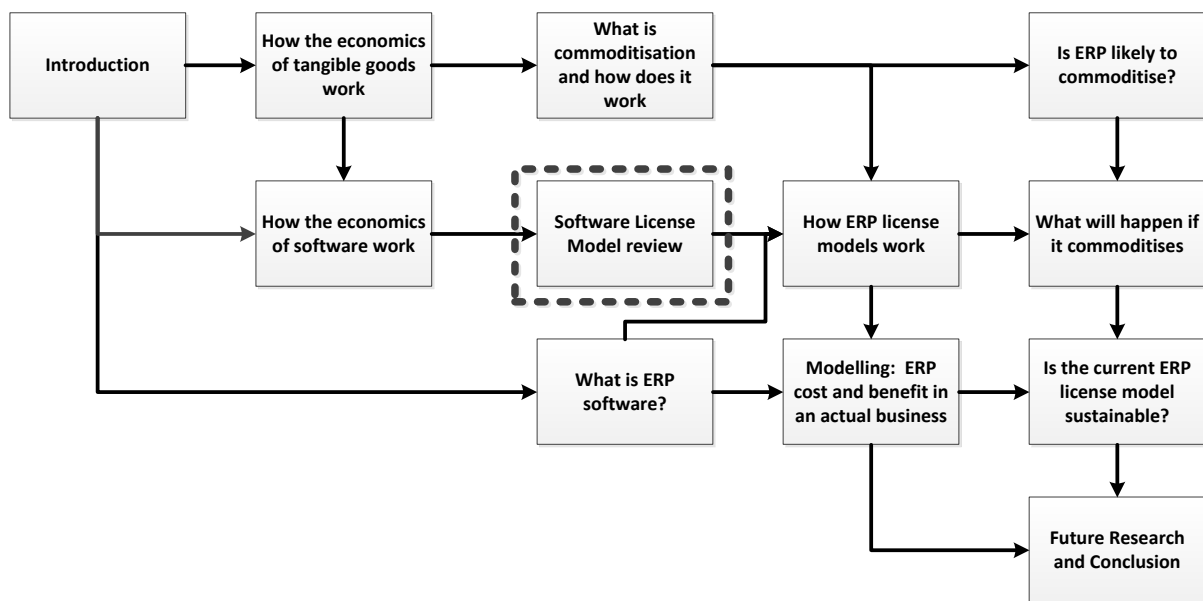 Introduction
How the economics
of tangible goods
work
What is
commoditisation
and how does it
work
Is ERP likely to
commoditise?
How the economics
of software work
Software License
Model review
How ERP license
models work
What will happen if
it commoditises
What is ERP
software?
Modelling:  ERP
cost and benefit in
an actual business
Is the current ERP
license model
sustainable?
Future Research
and Conclusion